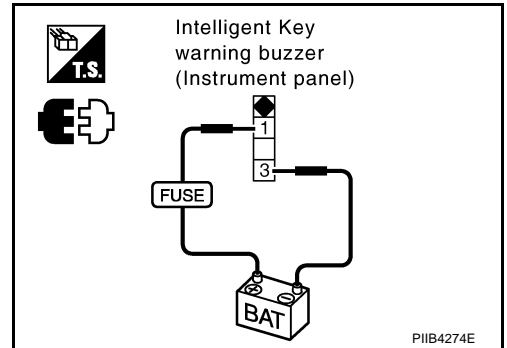 Intelligent Key
warning buzzer
(Instrument panel)
T.S.
1
3
FUSE
BAT
PIIB4274E